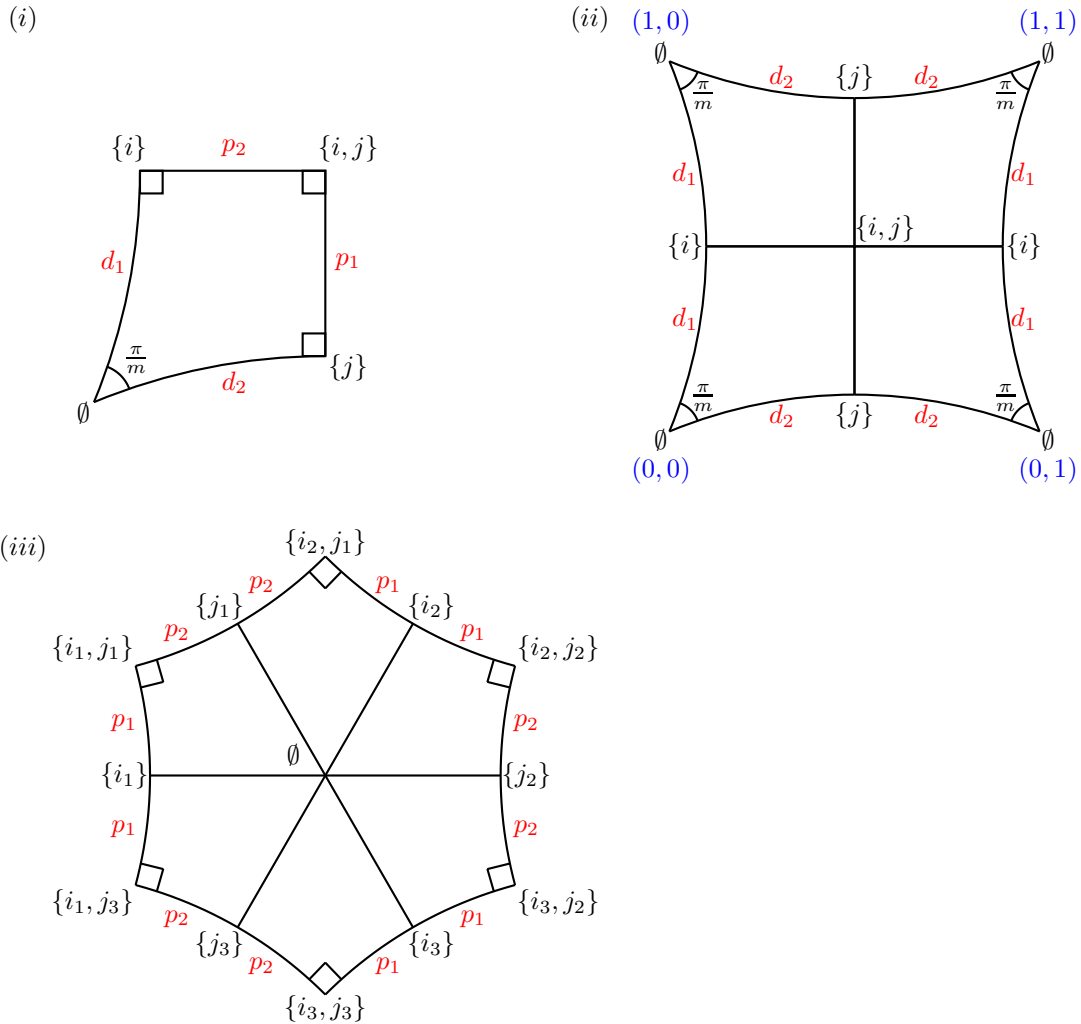 (i)
{i} p₂ {i, j}
d₁ p₁
π/m
{j}
d₂
∅
(ii)
(1, 0) (1, 1)
∅ {j} ∅
d₂ d₂
π/m π/m
d₁ d₁
{i} {i, j} {i}
d₁ d₁
π/m π/m
d₂ {j} d₂
∅ ∅
(0, 0) (0, 1)
(iii)
{i₂, j₁}
p₂ p₁
{j₁} {i₂}
p₂ p₁
{i₁, j₁} {i₂, j₂}
p₁ p₂
∅
{i₁} {j₂}
p₁ p₂
{i₁, j₃} {i₃, j₂}
p₂ p₁
{j₃} {i₃}
p₂ p₁
{i₃, j₃}